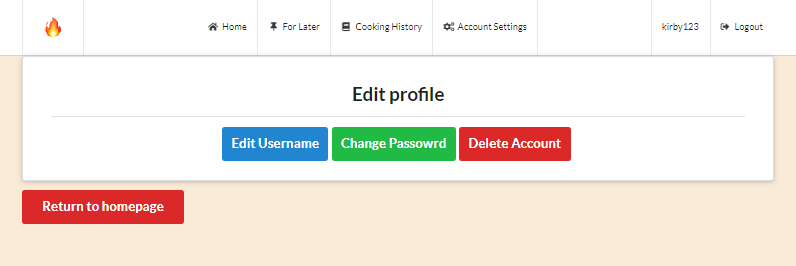 Home For Later Cooking History Account Settings kirby123 Logout
Edit profile
Edit Username Change Passowrd Delete Account
Return to homepage